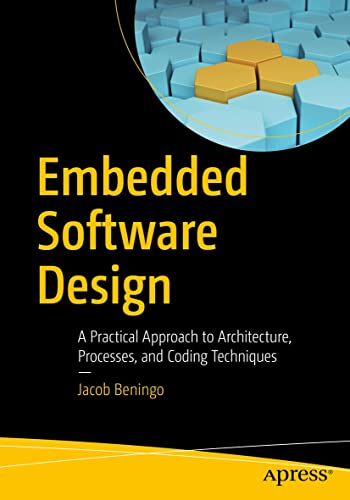 Embedded
Software
Design
A Practical Approach to Architecture,
Processes, and Coding Techniques
—
Jacob Beningo
Apress®